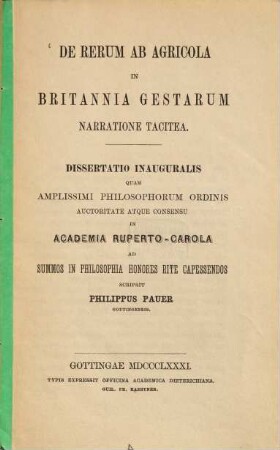 DE RERUM AB AGRICOLA
IN
BRITANNIA GESTARUM
NARRATIONE TACITEA.
DISSERTATIO INAUGURALIS
QUAM
AMPLISSIMI PHILOSOPHORUM ORDINIS
AUCTORITATE ATQUE CONSENSU
IN
ACADEMIA RUPERTO-CAROLA
AD
SUMMOS IN PHILOSOPHIA HONORES RITE CAPESSENDOS
SCRIPSIT
PHILIPPUS PAUER
GOTTINGENSIS.
GOTTINGAE MDCCCLXXXI.
TYPIS EXPRESSIT OFFICINA ACADEMICA DIETERICHIANA.
GUIL. FR. KAESTNER.